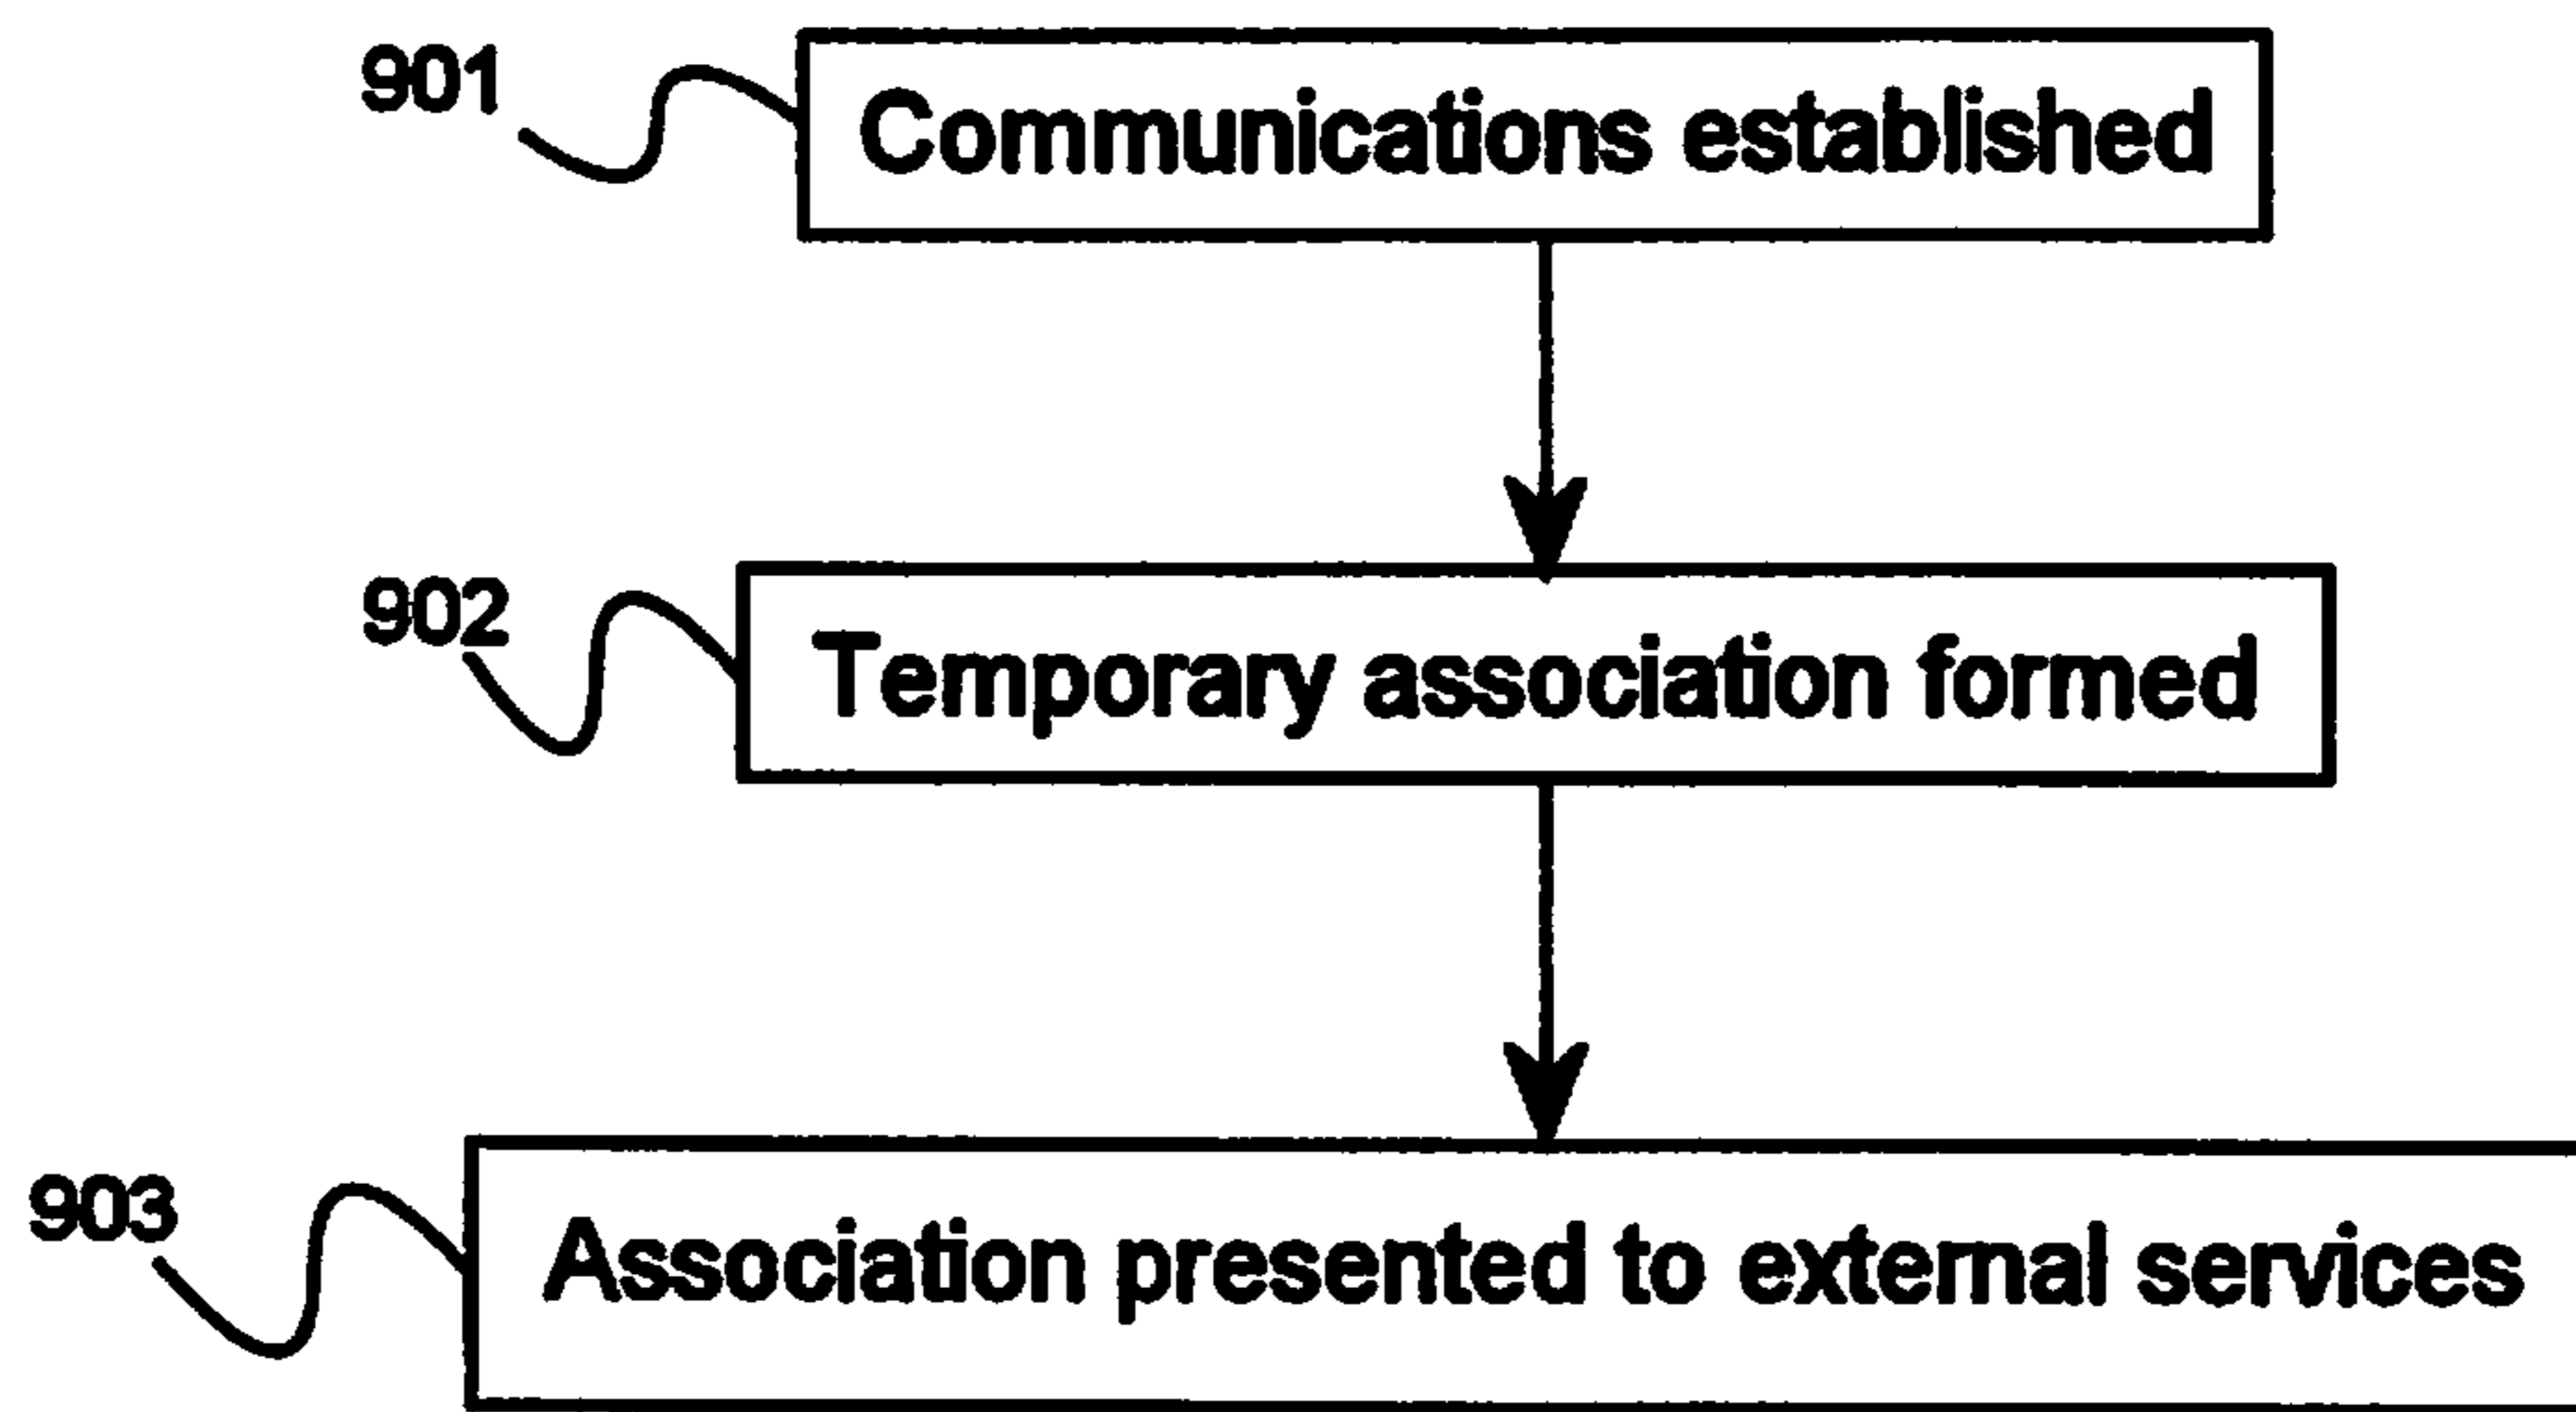 901
Communications established
902
Temporary association formed
903
Association presented to external services